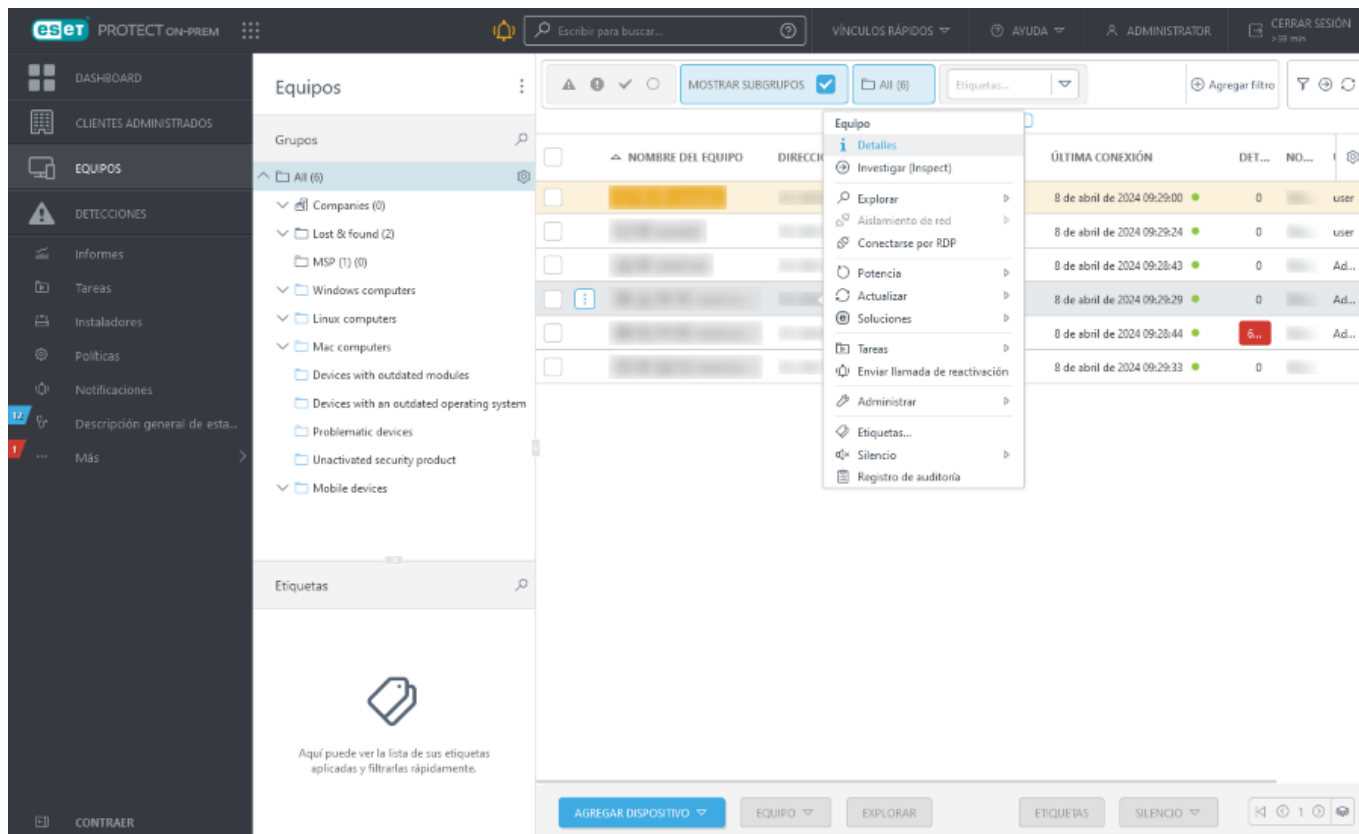 eset PROTECT ON-PREM
Escribir para buscar...
VÍNCULOS RÁPIDOS
AYUDA
ADMINISTRATOR
CERRAR SESIÓN
> 59 min
DASHBOARD
CLIENTES ADMINISTRADOS
EQUIPOS
DETECCIONES
Informes
Tareas
Instaladores
Políticas
Notificaciones
12
Descripción general de esta...
1
Más
CONTRAER
Equipos
Grupos
All (6)
Companies (0)
Lost & found (2)
MSP (1) (0)
Windows computers
Linux computers
Mac computers
Devices with outdated modules
Devices with an outdated operating system
Problematic devices
Unactivated security product
Mobile devices
Etiquetas
Aquí puede ver la lista de sus etiquetas
aplicadas y filtrarlas rápidamente.
MOSTRAR SUBGRUPOS
All (6)
Etiquetas...
Agregar filtro
NOMBRE DEL EQUIPO
DIRECCI
ÚLTIMA CONEXIÓN
DET...
NO...
8 de abril de 2024 09:29:00 0 user
8 de abril de 2024 09:29:24 0 user
8 de abril de 2024 09:28:43 0 Ad...
8 de abril de 2024 09:29:29 0 Ad...
8 de abril de 2024 09:28:44 6... Ad...
8 de abril de 2024 09:29:33 0
Equipo
Detalles
Investigar (Inspect)
Explorar
Aislamiento de red
Conectarse por RDP
Potencia
Actualizar
Soluciones
Tareas
Enviar llamada de reactivación
Administrar
Etiquetas...
Silencio
Registro de auditoría
AGREGAR DISPOSITIVO
EQUIPO
EXPLORAR
ETIQUETAS
SILENCIO
1